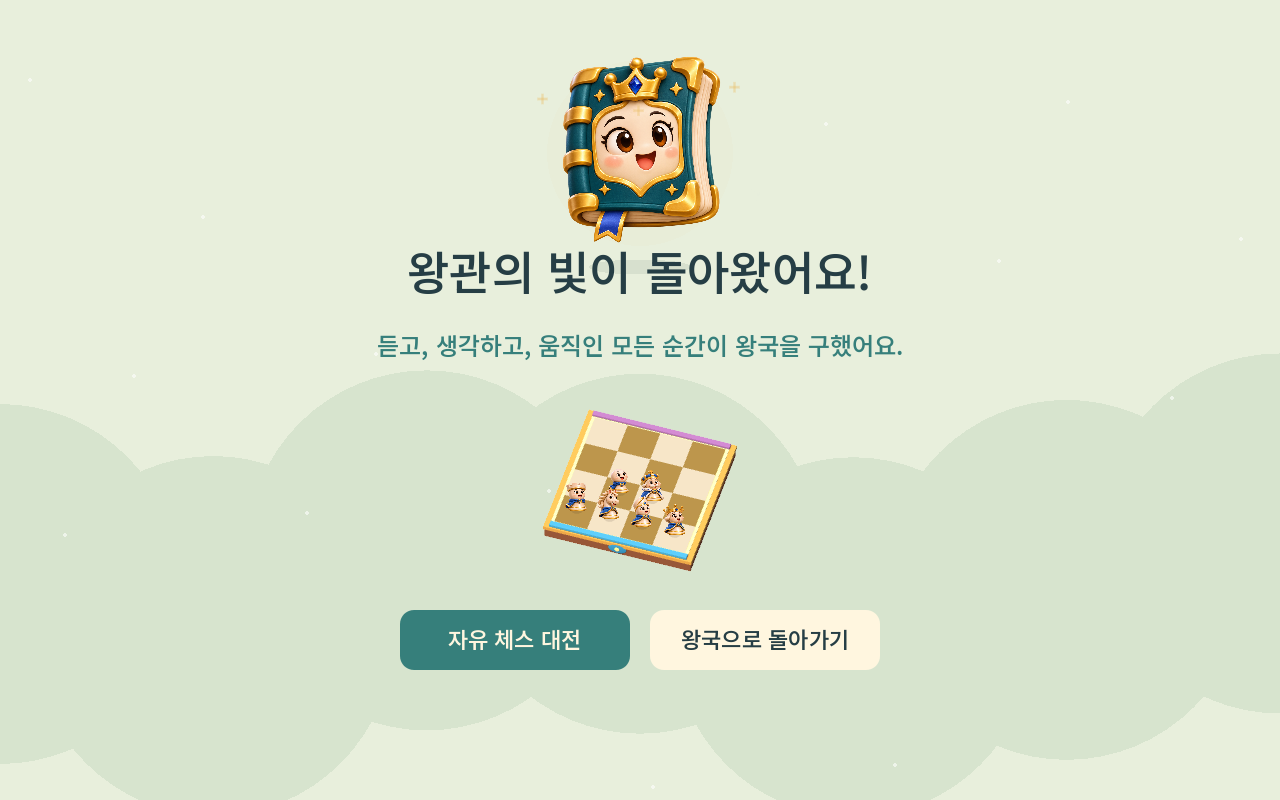 왕관의 빛이 돌아왔어요!
듣고, 생각하고, 움직인 모든 순간이 왕국을 구했어요.
자유 체스 대전
왕국으로 돌아가기